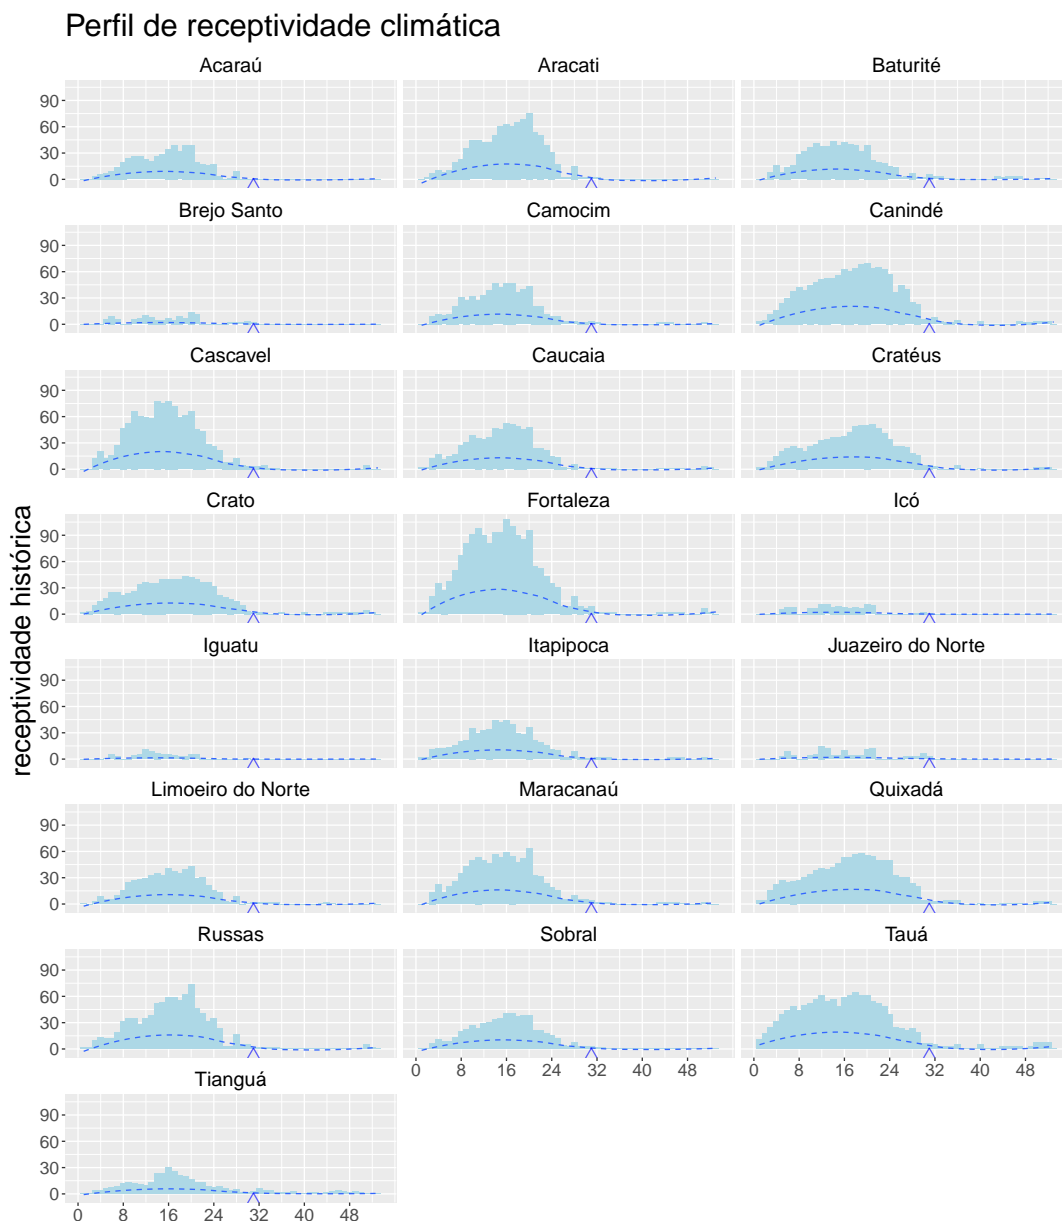 Perfil de receptividade climática
receptividade histórica
Acaraú Aracati Baturité
90
60
30
0
Brejo Santo Camocim Canindé
90
60
30
0
Cascavel Caucaia Cratéus
90
60
30
0
Crato Fortaleza Icó
90
60
30
0
Iguatu Itapipoca Juazeiro do Norte
90
60
30
0
Limoeiro do Norte Maracanaú Quixadá
90
60
30
0
Russas Sobral Tauá
90
60
30
0
0 8 16 24 32 40 48 0 8 16 24 32 40 48
Tianguá
90
60
30
0
0 8 16 24 32 40 48